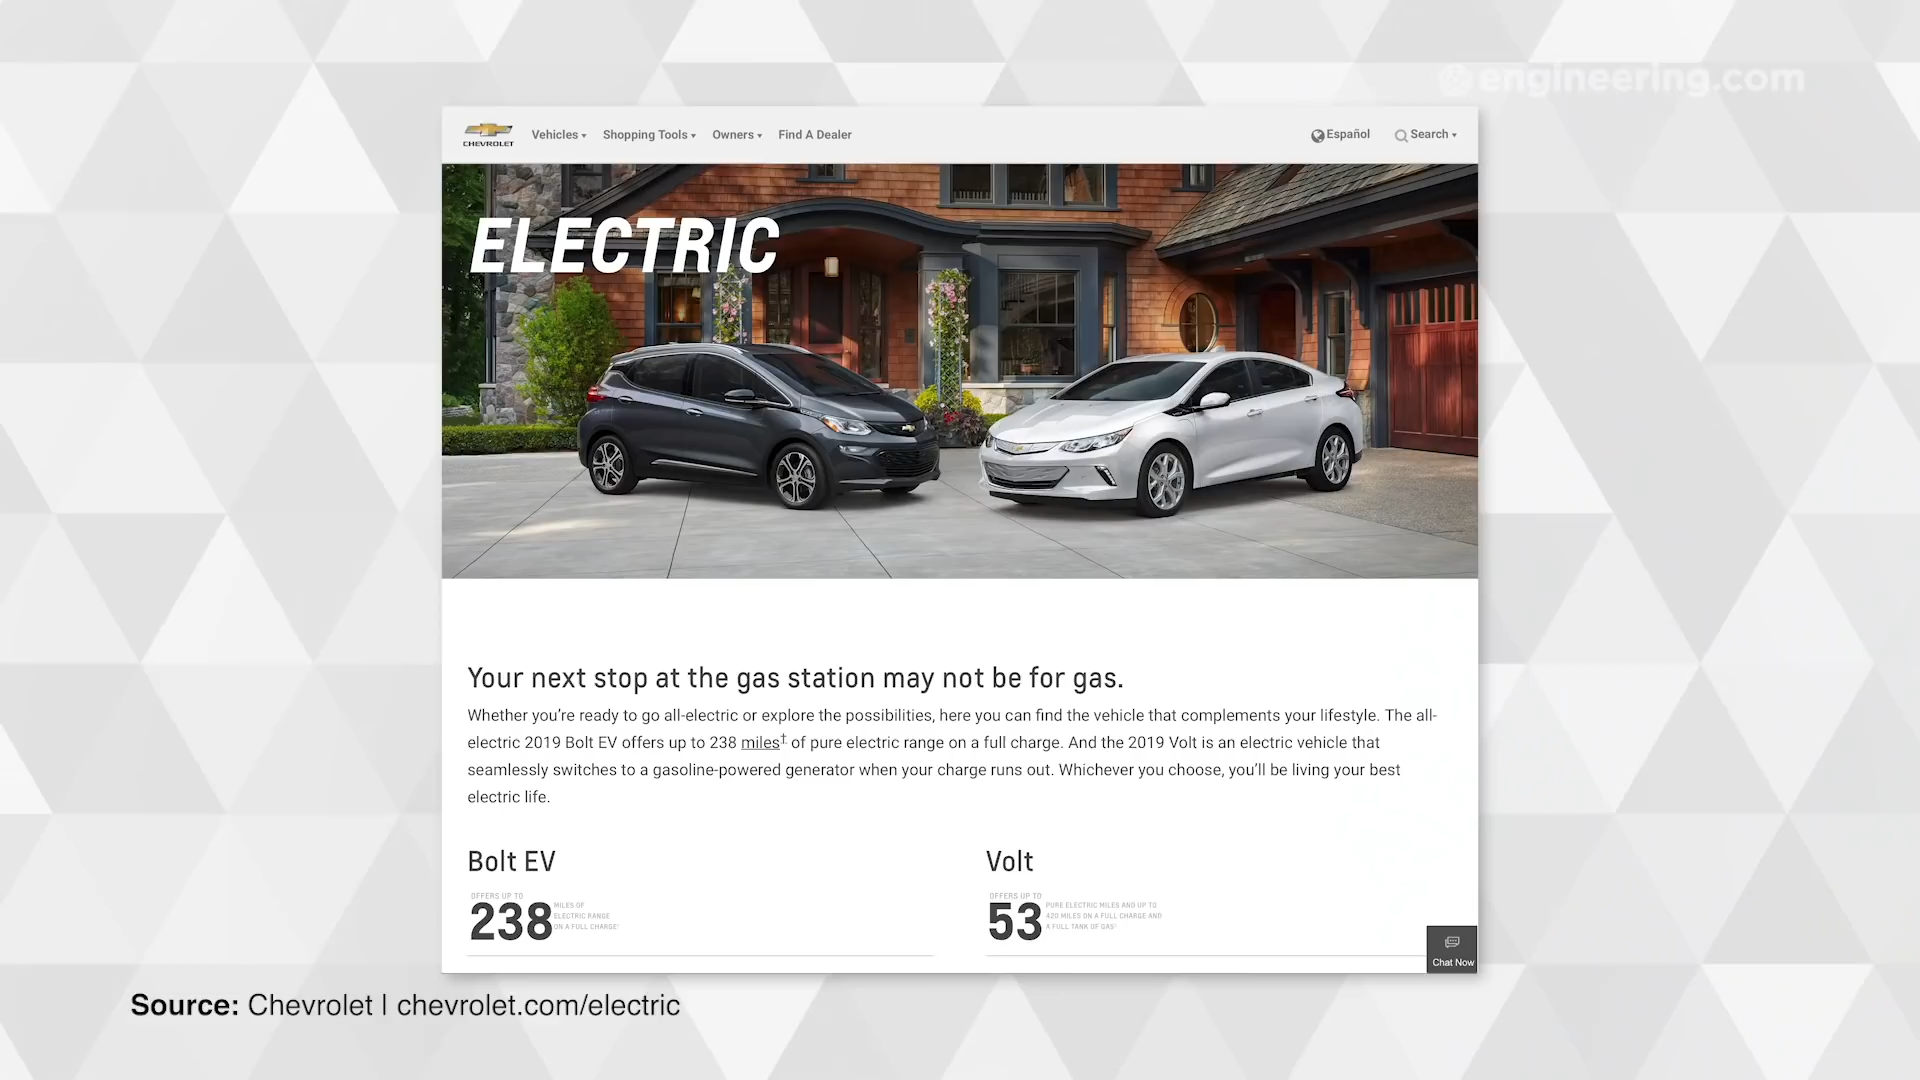 engineering.com
CHEVROLET
Vehicles
Shopping Tools
Owners
Find A Dealer
Español
Search
ELECTRIC
Your next stop at the gas station may not be for gas.
Whether you're ready to go all-electric or explore the possibilities, here you can find the vehicle that complements your lifestyle. The all-
electric 2019 Bolt EV offers up to 238 miles† of pure electric range on a full charge. And the 2019 Volt is an electric vehicle that
seamlessly switches to a gasoline-powered generator when your charge runs out. Whichever you choose, you'll be living your best
electric life.
Bolt EV
OFFERS UP TO
238
MILES OF
ELECTRIC RANGE
ON A FULL CHARGE†
Volt
OFFERS UP TO
53
PURE ELECTRIC MILES AND UP TO
420 MILES ON A FULL CHARGE AND
A FULL TANK OF GAS†
Chat Now
Source: Chevrolet | chevrolet.com/electric